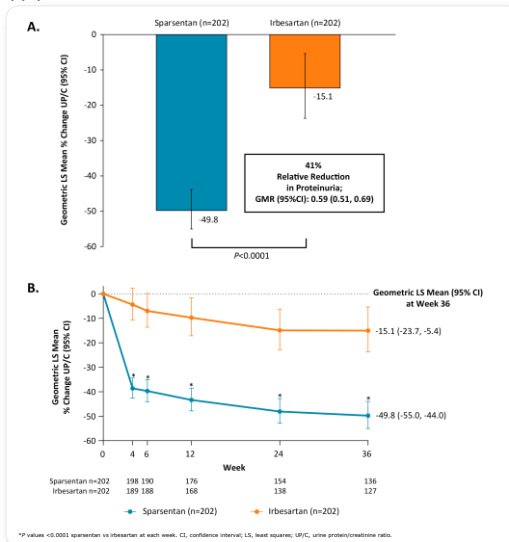 A.
Sparsentan (n=202) Irbesartan (n=202)
Geometric LS Mean % Change UP/C (95% CI)
0
-10
-20
-30
-40
-50
-60
-15.1
-49.8
41%
Relative Reduction
in Proteinuria;
GMR (95%CI): 0.59 (0.51, 0.69)
P<0.0001
B.
Geometric LS Mean (95% CI)
at Week 36
Geometric LS Mean
% Change UP/C (95% CI)
0
-10
-20
-30
-40
-50
-60
-15.1 (-23.7, -5.4)
* * * * *
-49.8 (-55.0, -44.0)
0 4 6 12 24 36
Week
Sparsentan n=202 198 190 176 154 136
Irbesartan n=202 189 188 168 138 127
Sparsentan (n=202) Irbesartan (n=202)
*P values <0.0001 sparsentan vs irbesartan at each week. CI, confidence interval; LS, least squares; UP/C, urine protein/creatinine ratio.